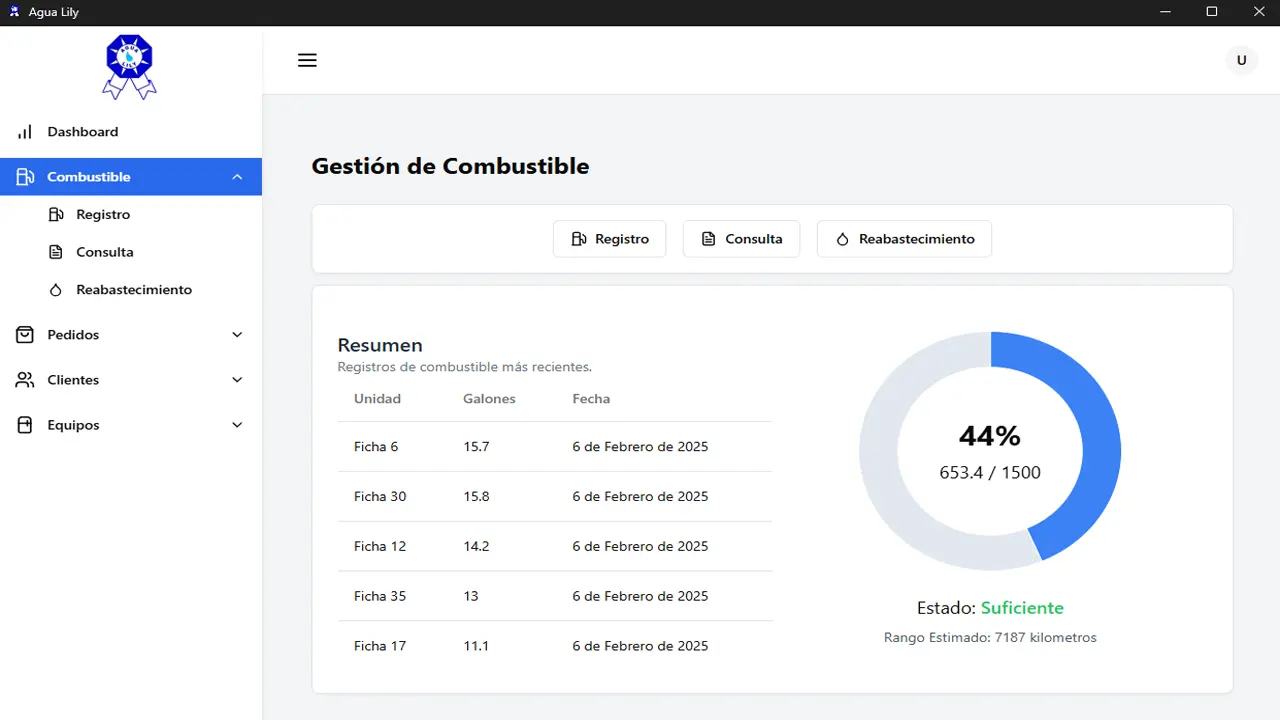 Agua Lily
AGUA
LILY
U
Dashboard
Combustible
Registro
Consulta
Reabastecimiento
Pedidos
Clientes
Equipos
Gestión de Combustible
Registro Consulta Reabastecimiento
Resumen
Registros de combustible más recientes.
Unidad Galones Fecha
Ficha 6 15.7 6 de Febrero de 2025
Ficha 30 15.8 6 de Febrero de 2025
Ficha 12 14.2 6 de Febrero de 2025
Ficha 35 13 6 de Febrero de 2025
Ficha 17 11.1 6 de Febrero de 2025
44%
653.4 / 1500
Estado: Suficiente
Rango Estimado: 7187 kilometros